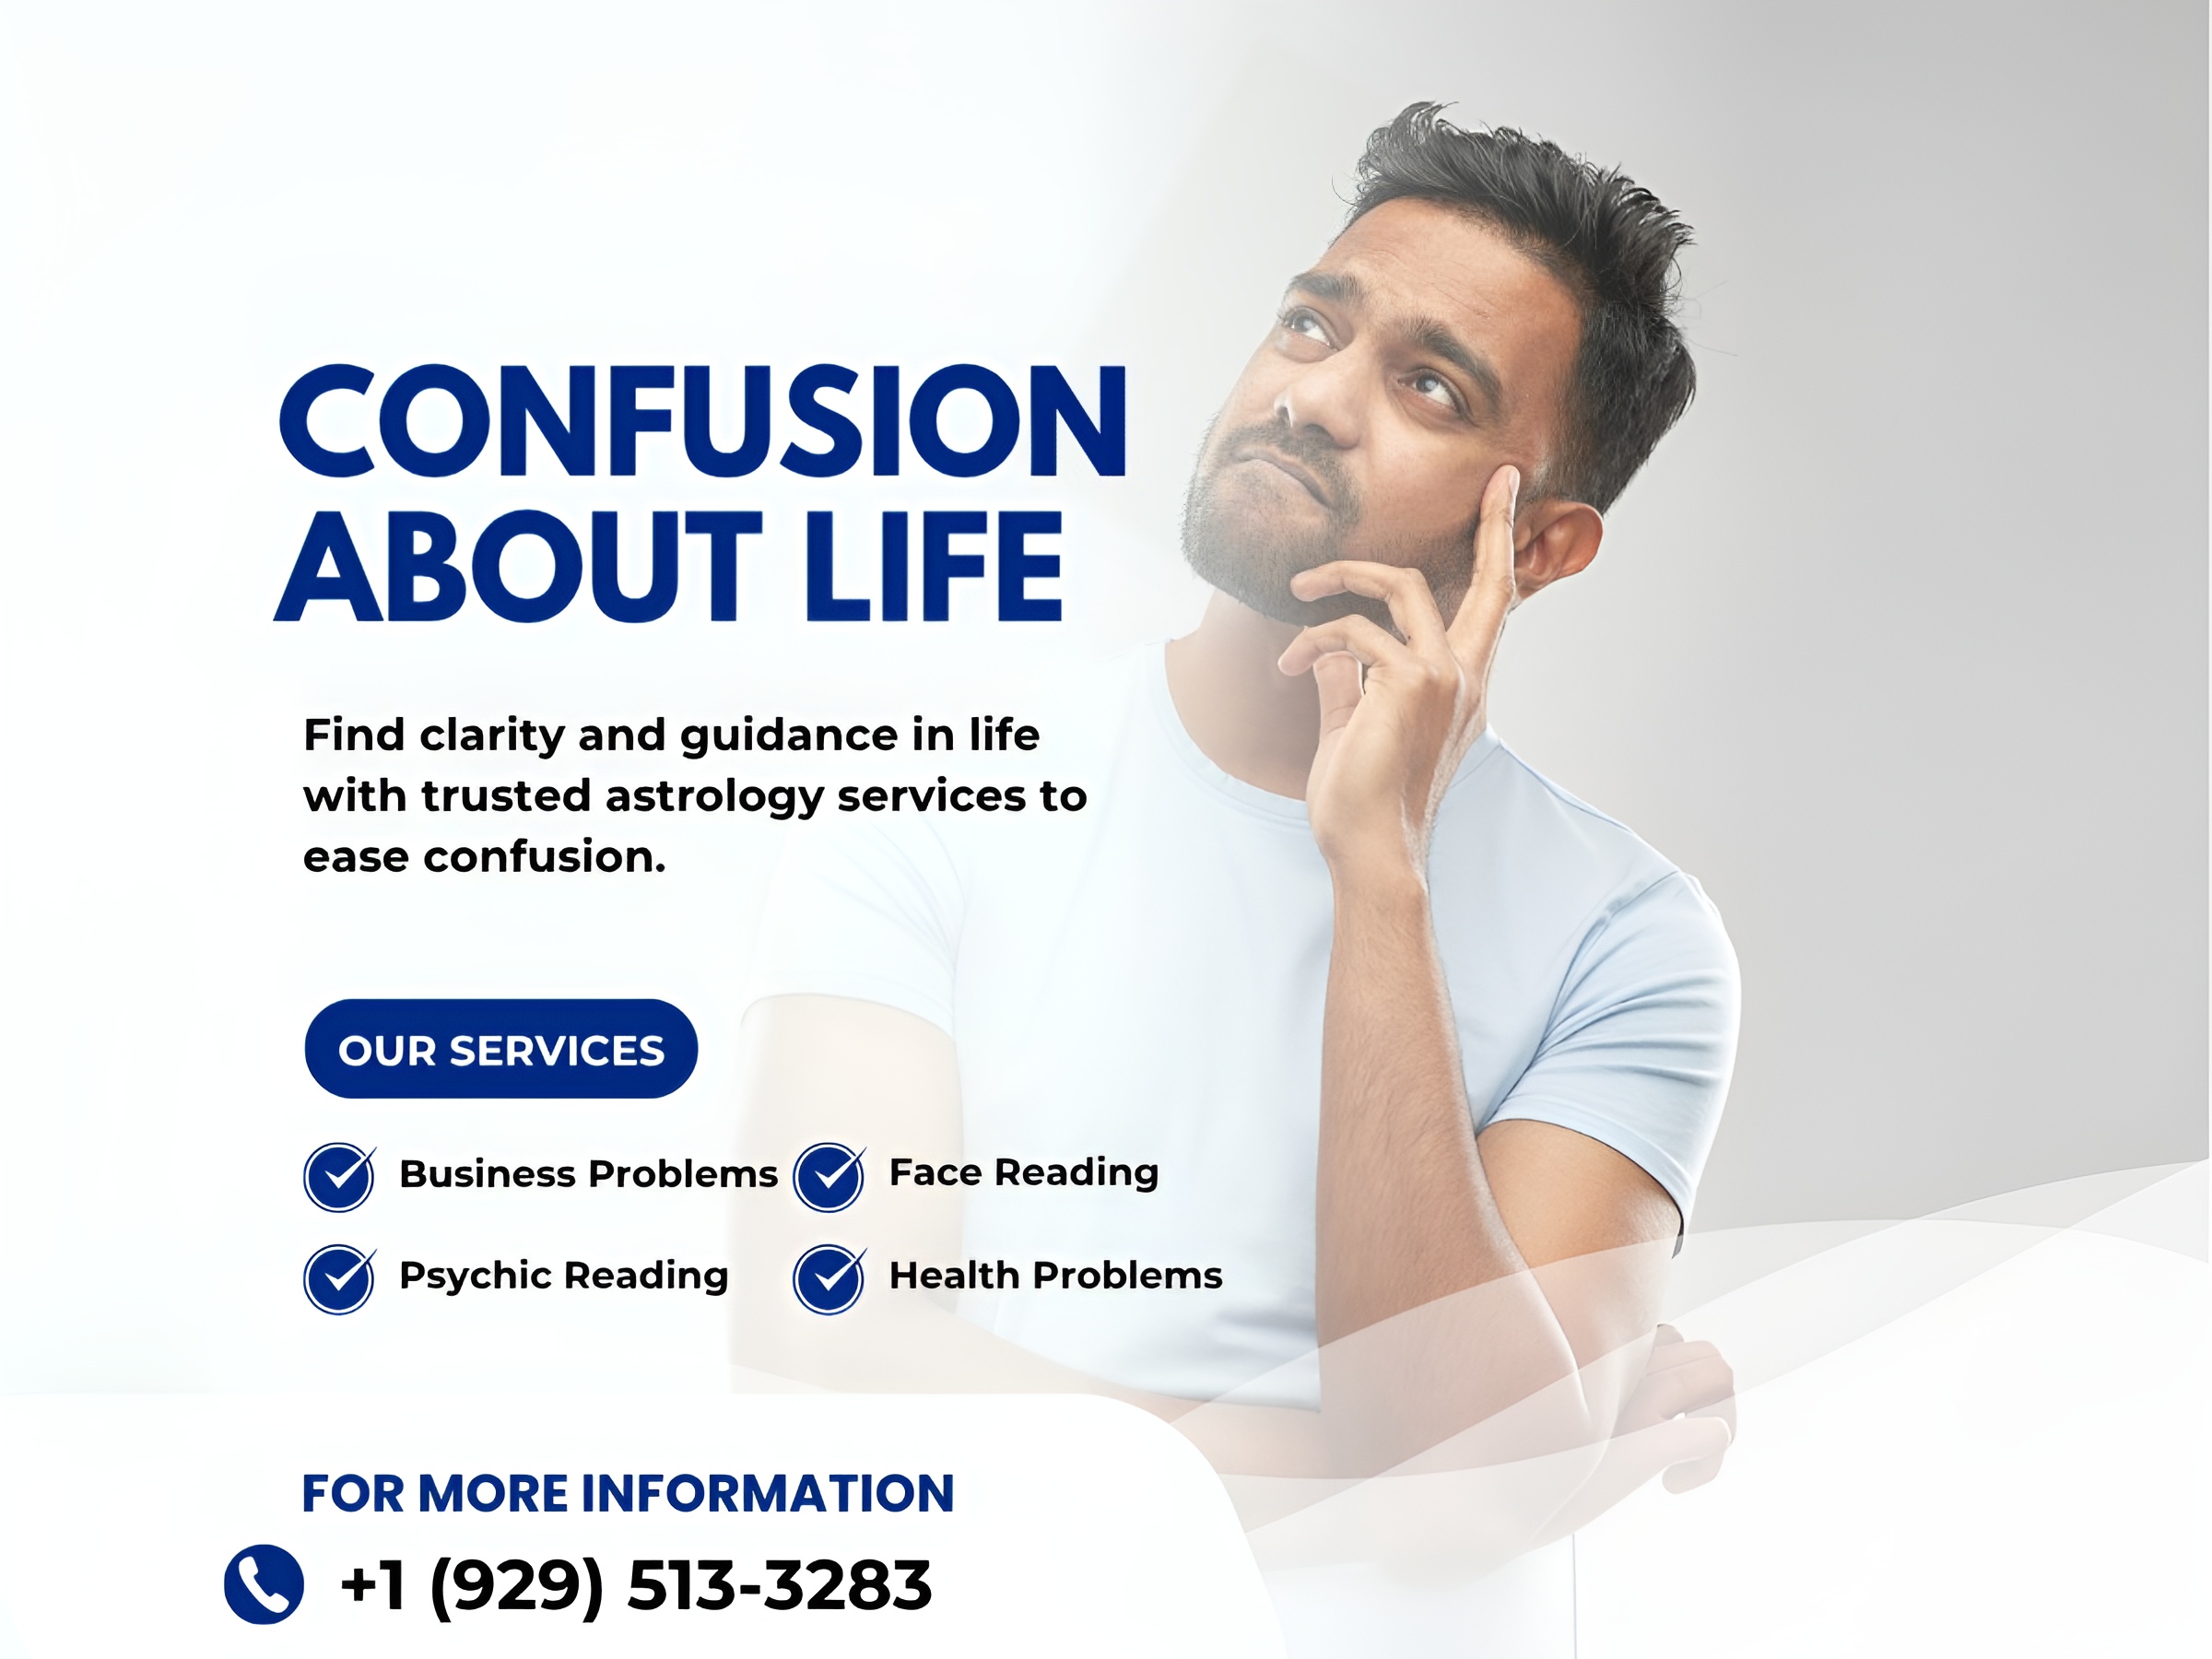 CONFUSION
ABOUT LIFE
Find clarity and guidance in life
with trusted astrology services to
ease confusion.
OUR SERVICES
Business Problems
Face Reading
Psychic Reading
Health Problems
FOR MORE INFORMATION
+1 (929) 513-3283